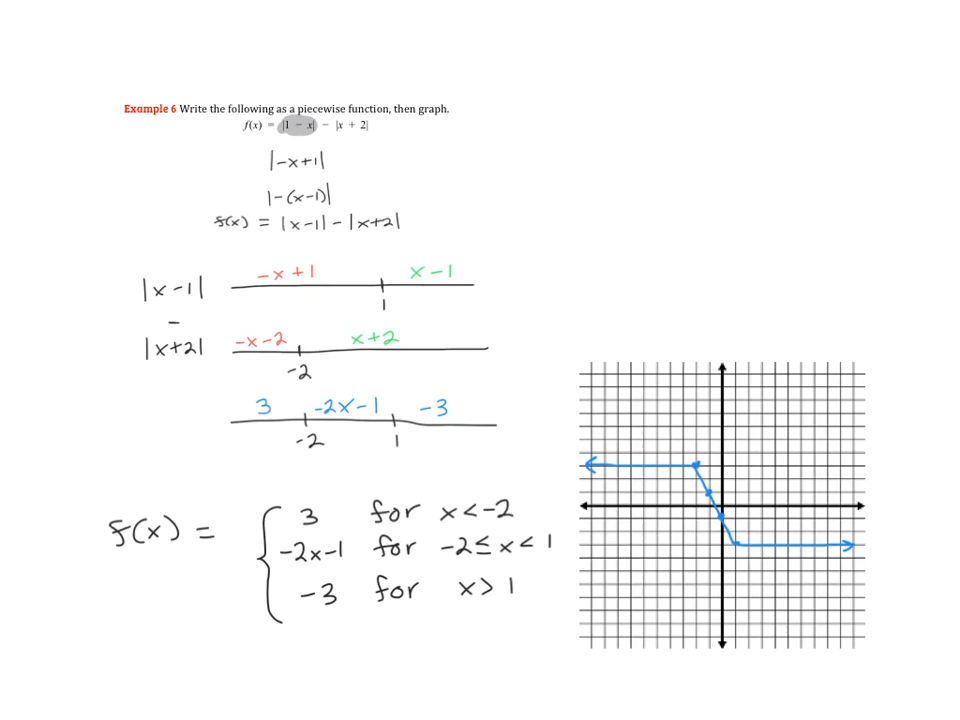 Example 6 Write the following as a piecewise function, then graph.
f(x) = |1 − x| − |x + 2|
|-x+1|
|-(x-1)|
f(x) = |x-1| - |x+2|
-x+1 x-1
|x-1|
1
-
-x-2 x+2
|x+2|
-2
3 -2x-1 -3
-2 1
3 for x<-2
f(x) =
-2x-1 for -2≤x<1
-3 for x>1